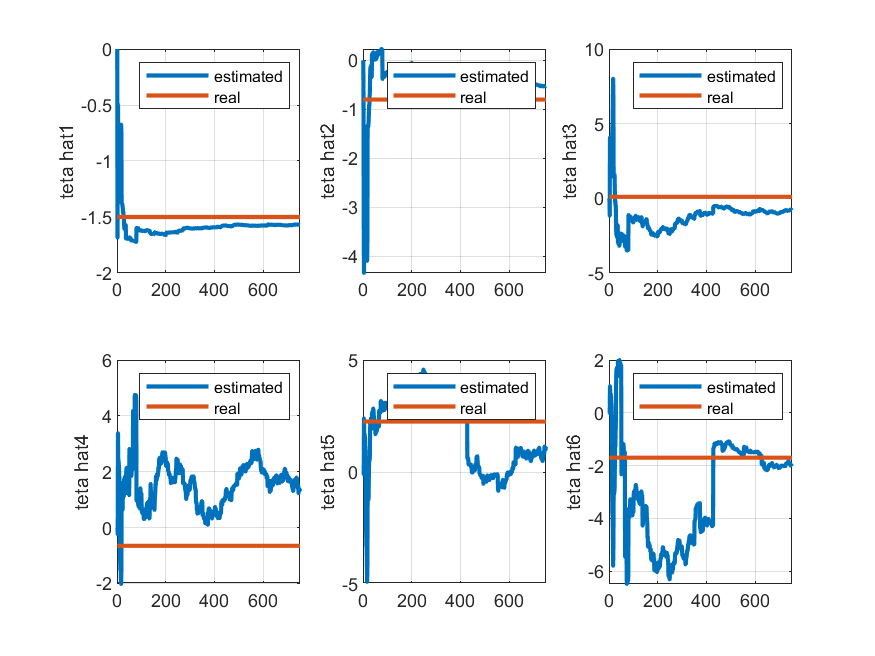 0
-0.5
-1
-1.5
-2
teta hat1
estimated
real
0 200 400 600
0
-1
-2
-3
-4
teta hat2
estimated
real
0 200 400 600
10
5
0
-5
teta hat3
estimated
real
0 200 400 600
6
4
2
0
-2
teta hat4
estimated
real
0 200 400 600
5
0
-5
teta hat5
estimated
real
0 200 400 600
2
0
-2
-4
-6
teta hat6
estimated
real
0 200 400 600